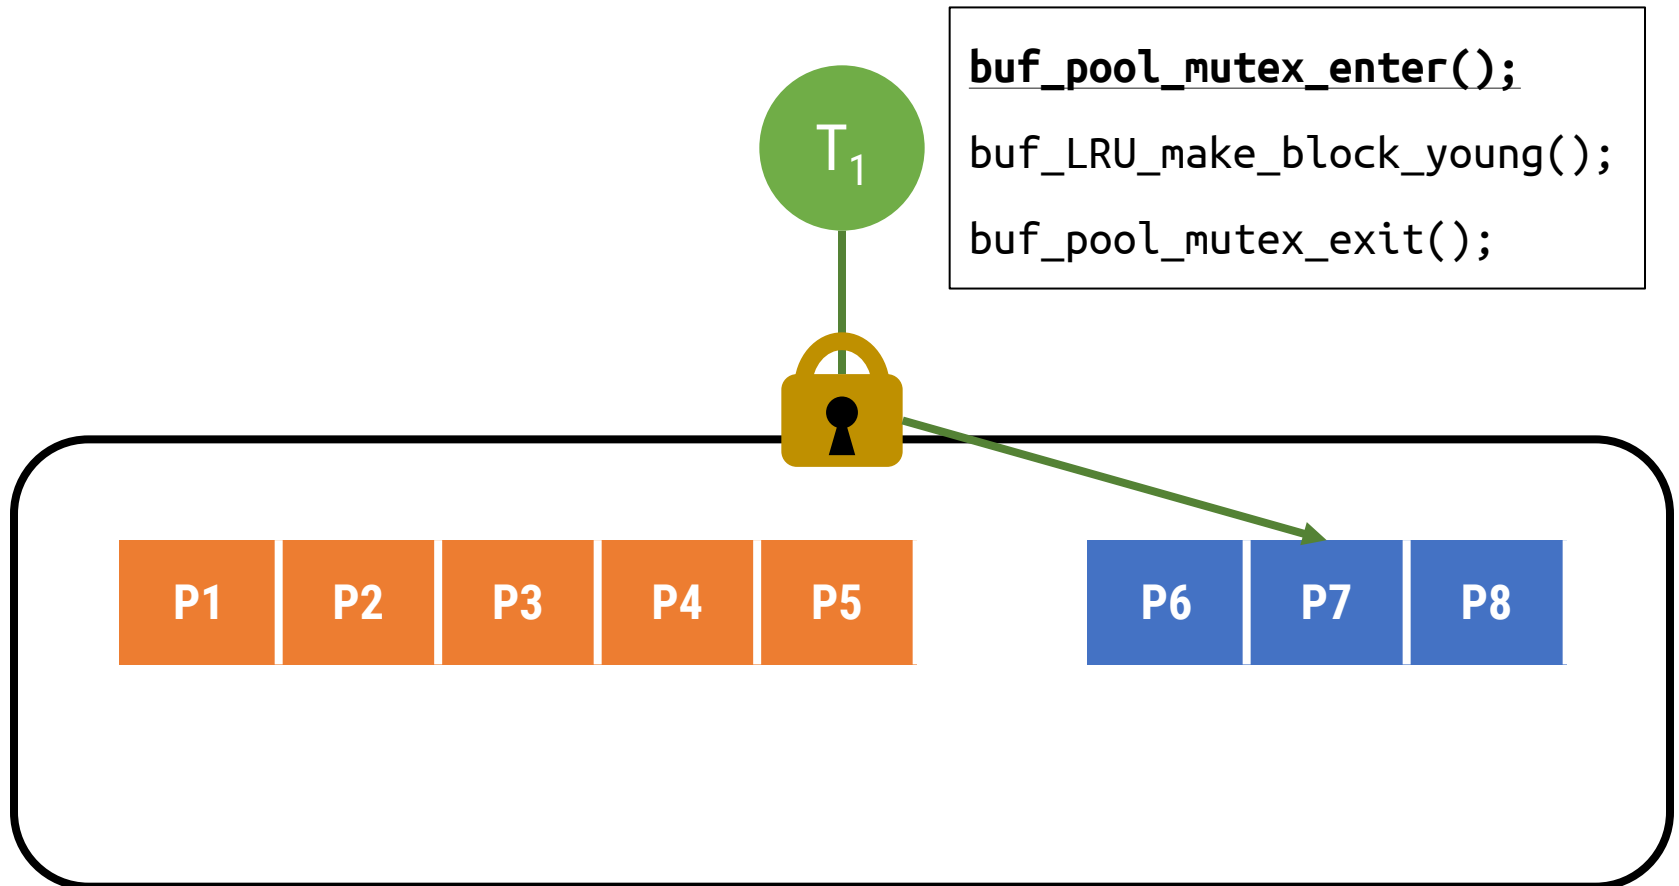 buf_pool_mutex_enter();
T1
buf_LRU_make_block_young();
buf_pool_mutex_exit();
P1 P2 P3 P4 P5 P6 P7 P8